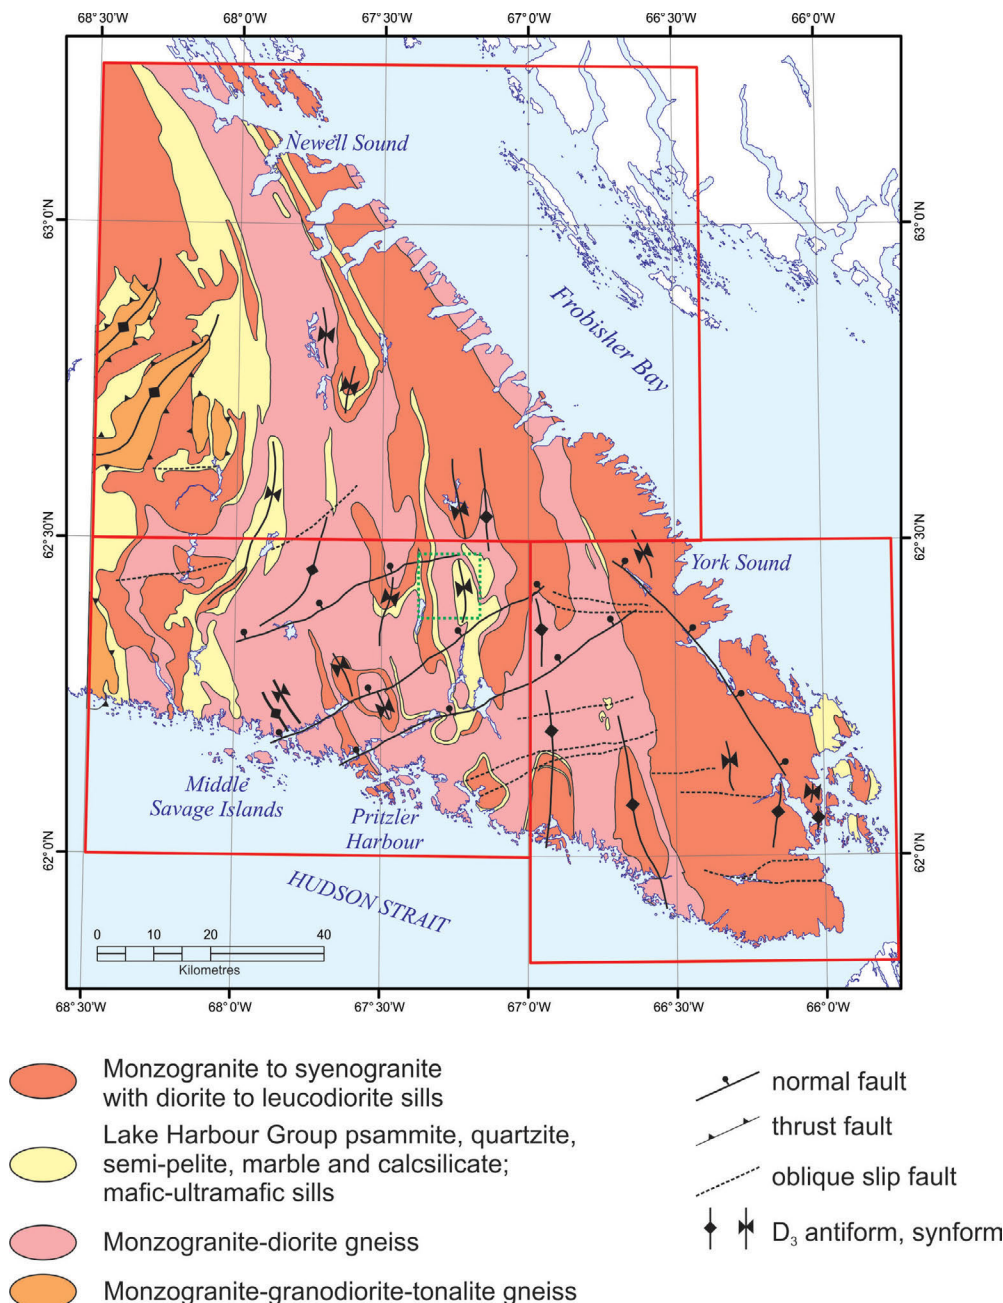 68°30'W 68°0'W 67°30'W 67°0'W 66°30'W 66°0'W
Newell Sound
63°0'N 63°0'N
Frobisher Bay
62°30'N 62°30'N
York Sound
Middle
Savage Islands
Pritzler
Harbour
62°0'N 62°0'N
HUDSON STRAIT
0 10 20 40
Kilometres
68°30'W 68°0'W 67°30'W 67°0'W 66°30'W 66°0'W
Monzogranite to syenogranite
with diorite to leucodiorite sills
Lake Harbour Group psammite, quartzite,
semi-pelite, marble and calcsilicate;
mafic-ultramafic sills
Monzogranite-diorite gneiss
Monzogranite-granodiorite-tonalite gneiss
normal fault
thrust fault
oblique slip fault
D₃ antiform, synform